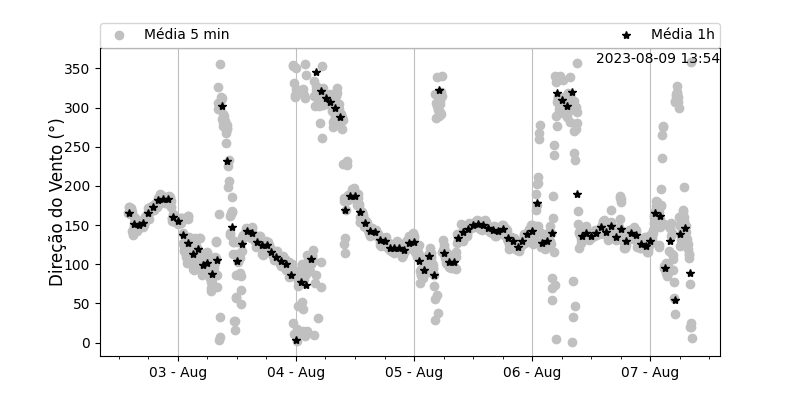 Média 5 min
Média 1h
2023-08-09 13:54
Direção do Vento (°)
350
300
250
200
150
100
50
0
03 - Aug
04 - Aug
05 - Aug
06 - Aug
07 - Aug